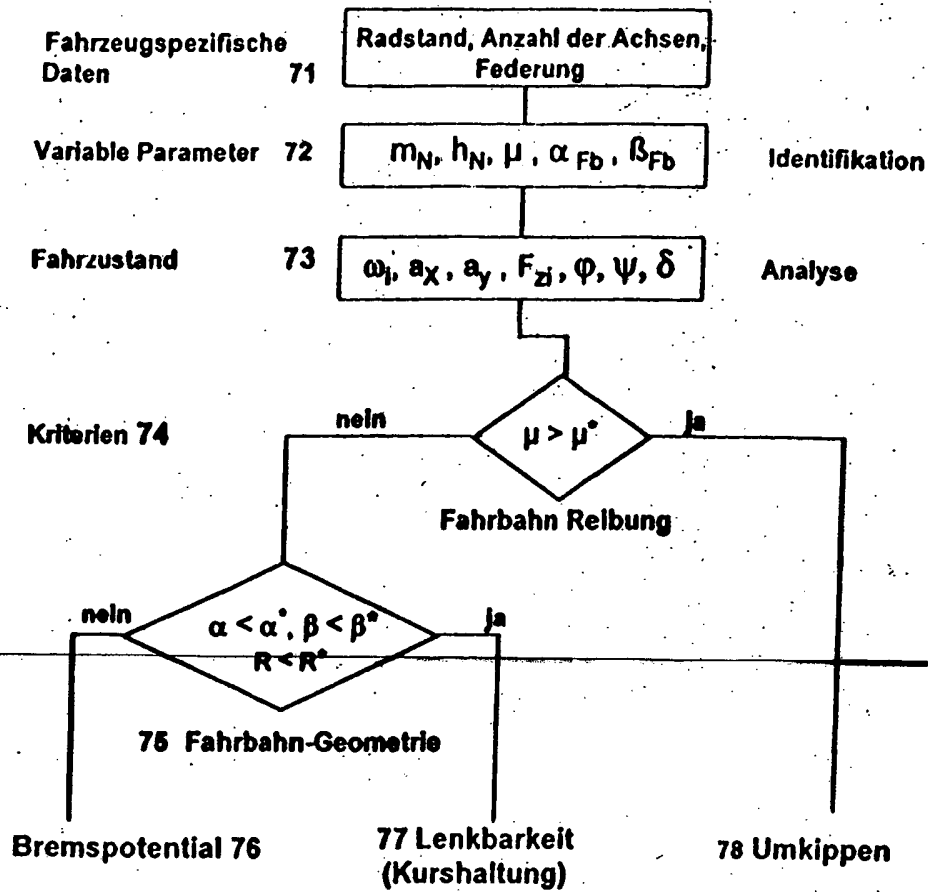 Fahrzeugspezifische
Daten 71
Radstand, Anzahl der Achsen,
Federung
Variable Parameter 72
m_N, h_N, μ, α_Fb, β_Fb
Identifikation
Fahrzustand 73
ω_i, a_X, a_y, F_zi, φ, ψ, δ
Analyse
Kriterien 74
nein
μ > μ*
ja
Fahrbahn Reibung
nein
α < α*, β < β*
R < R*
ja
75 Fahrbahn-Geometrie
Bremspotential 76
77 Lenkbarkeit
(Kurshaltung)
78 Umkippen